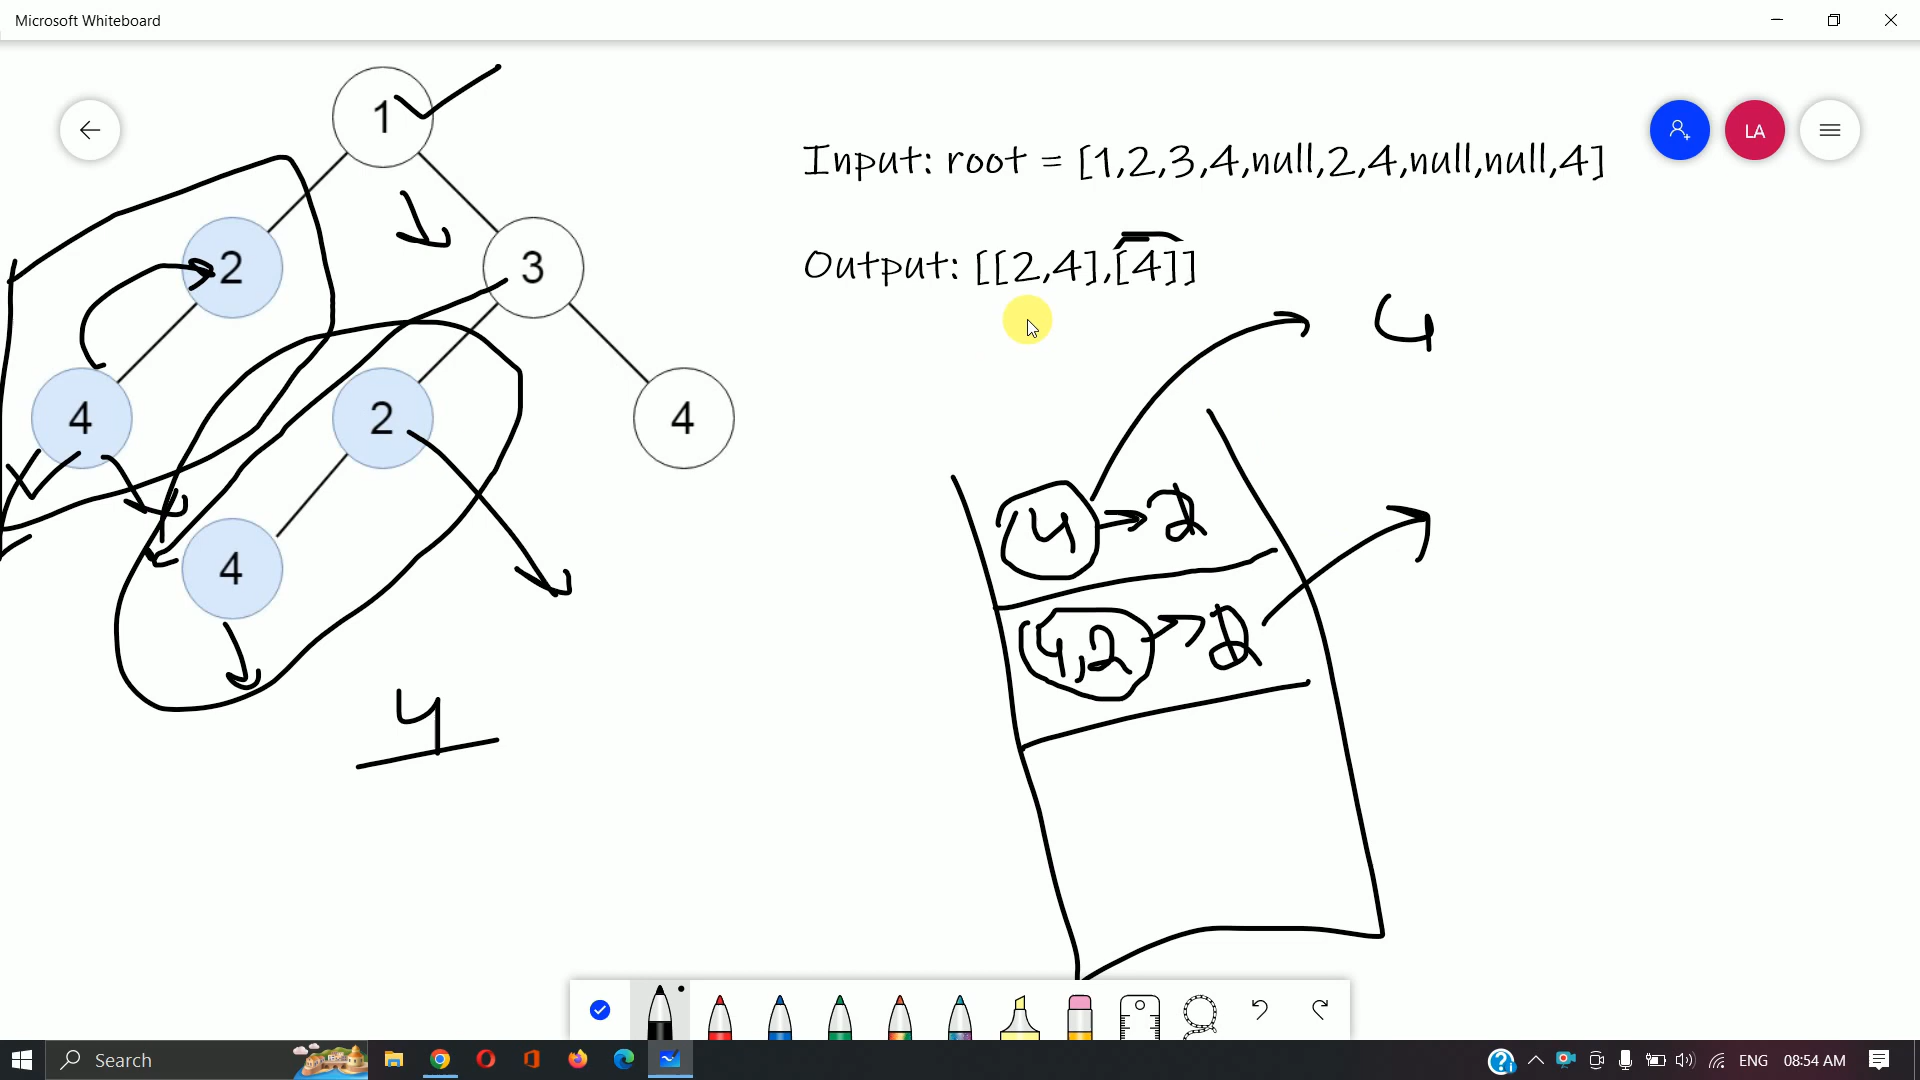 Microsoft Whiteboard
1
Input: root = [1,2,3,4,null,2,4,null,null,4]
LA
2
3
Output: [[2,4],[4]]
4
4
2
4
4 → 2
4
4,2 → 2
4
Search
ENG
08:54 AM